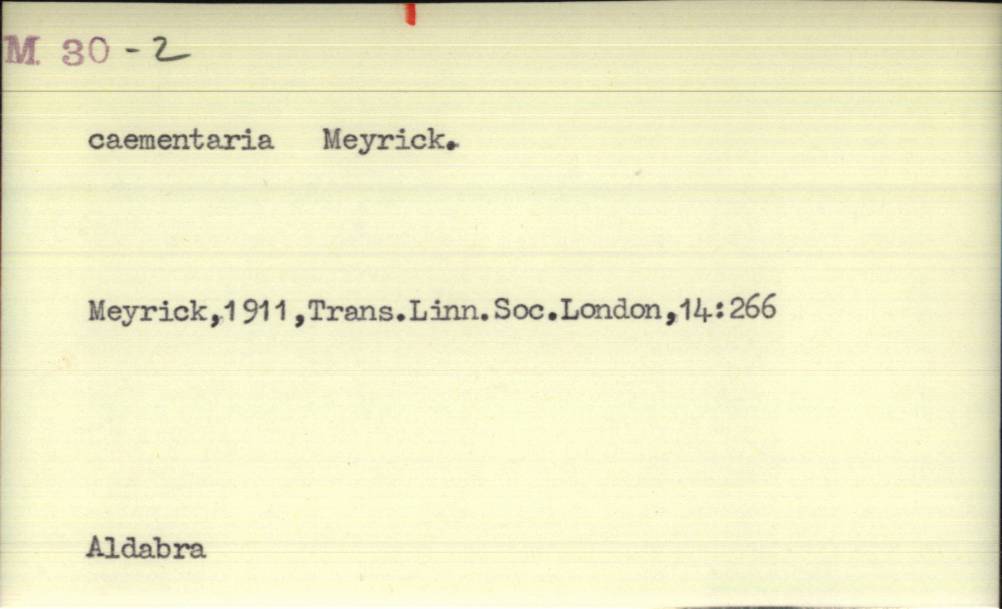 M. 30 - 2
caementaria Meyrick.
Meyrick,1911,Trans.Linn.Soc.London,14:266
Aldabra